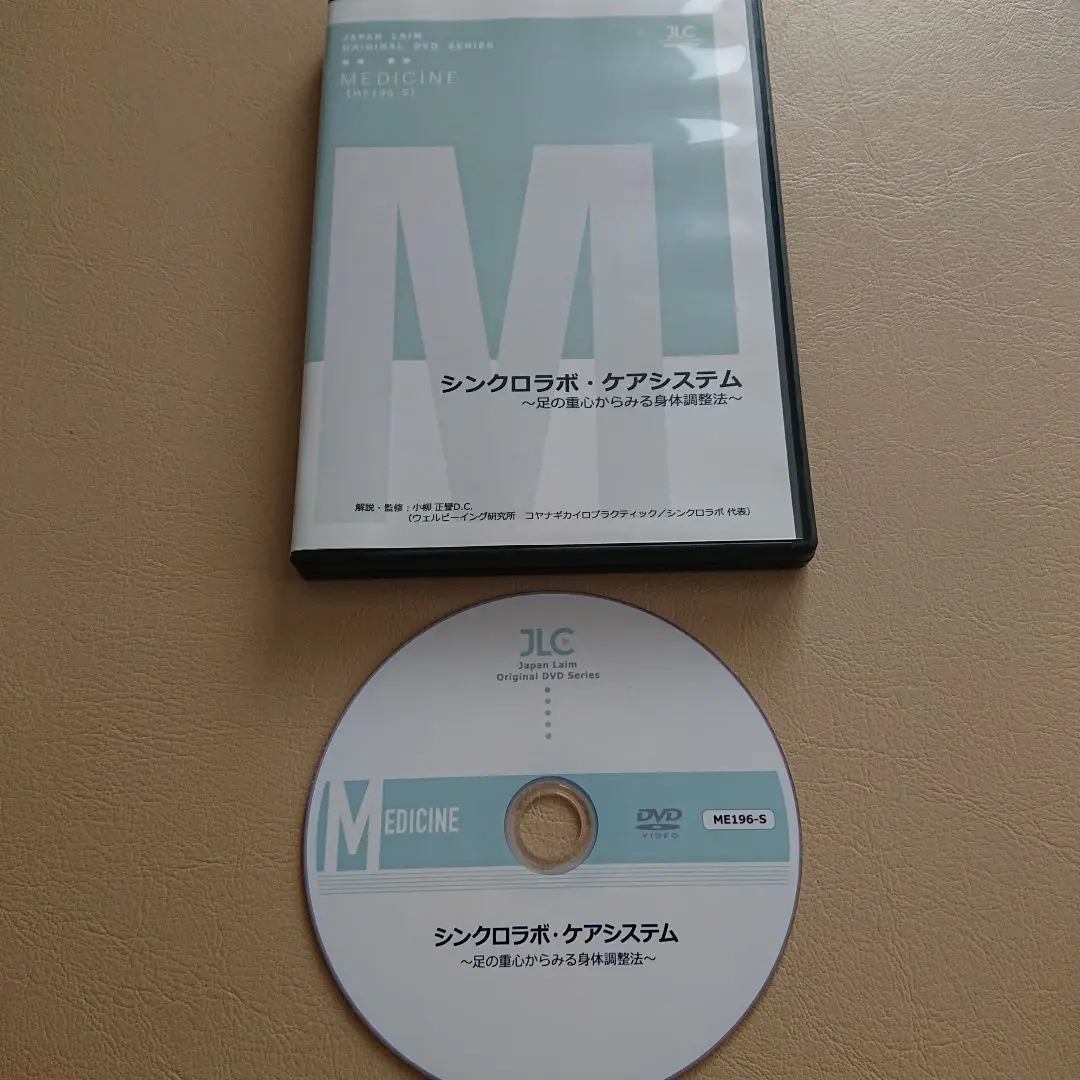 JAPAN LAIM
ORIGINAL DVD SERIES
JLC
MEDICINE
[ME196-S]
M
シンクロラボ・ケアシステム
～足の重心からみる身体調整法～
解説・監修：小柳 正譽D.C.
（ウェルビーイング研究所　コヤナギカイロプラクティック／シンクロラボ 代表）
JLC
Japan Laim
Original DVD Series
MEDICINE
DVD
VIDEO
ME196-S
シンクロラボ・ケアシステム
～足の重心からみる身体調整法～